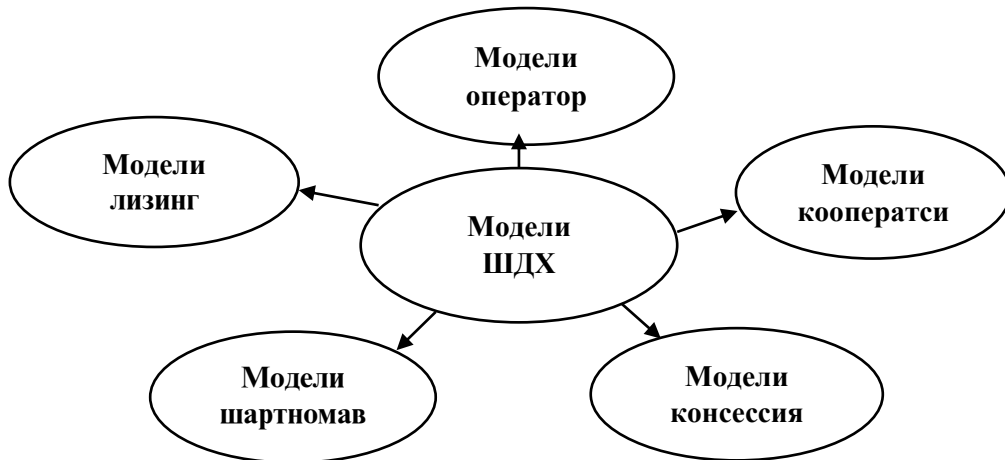 Модели
оператор
Модели
лизинг
Модели
кооператси
Модели
ШДХ
Модели
шартномав
Модели
консессия